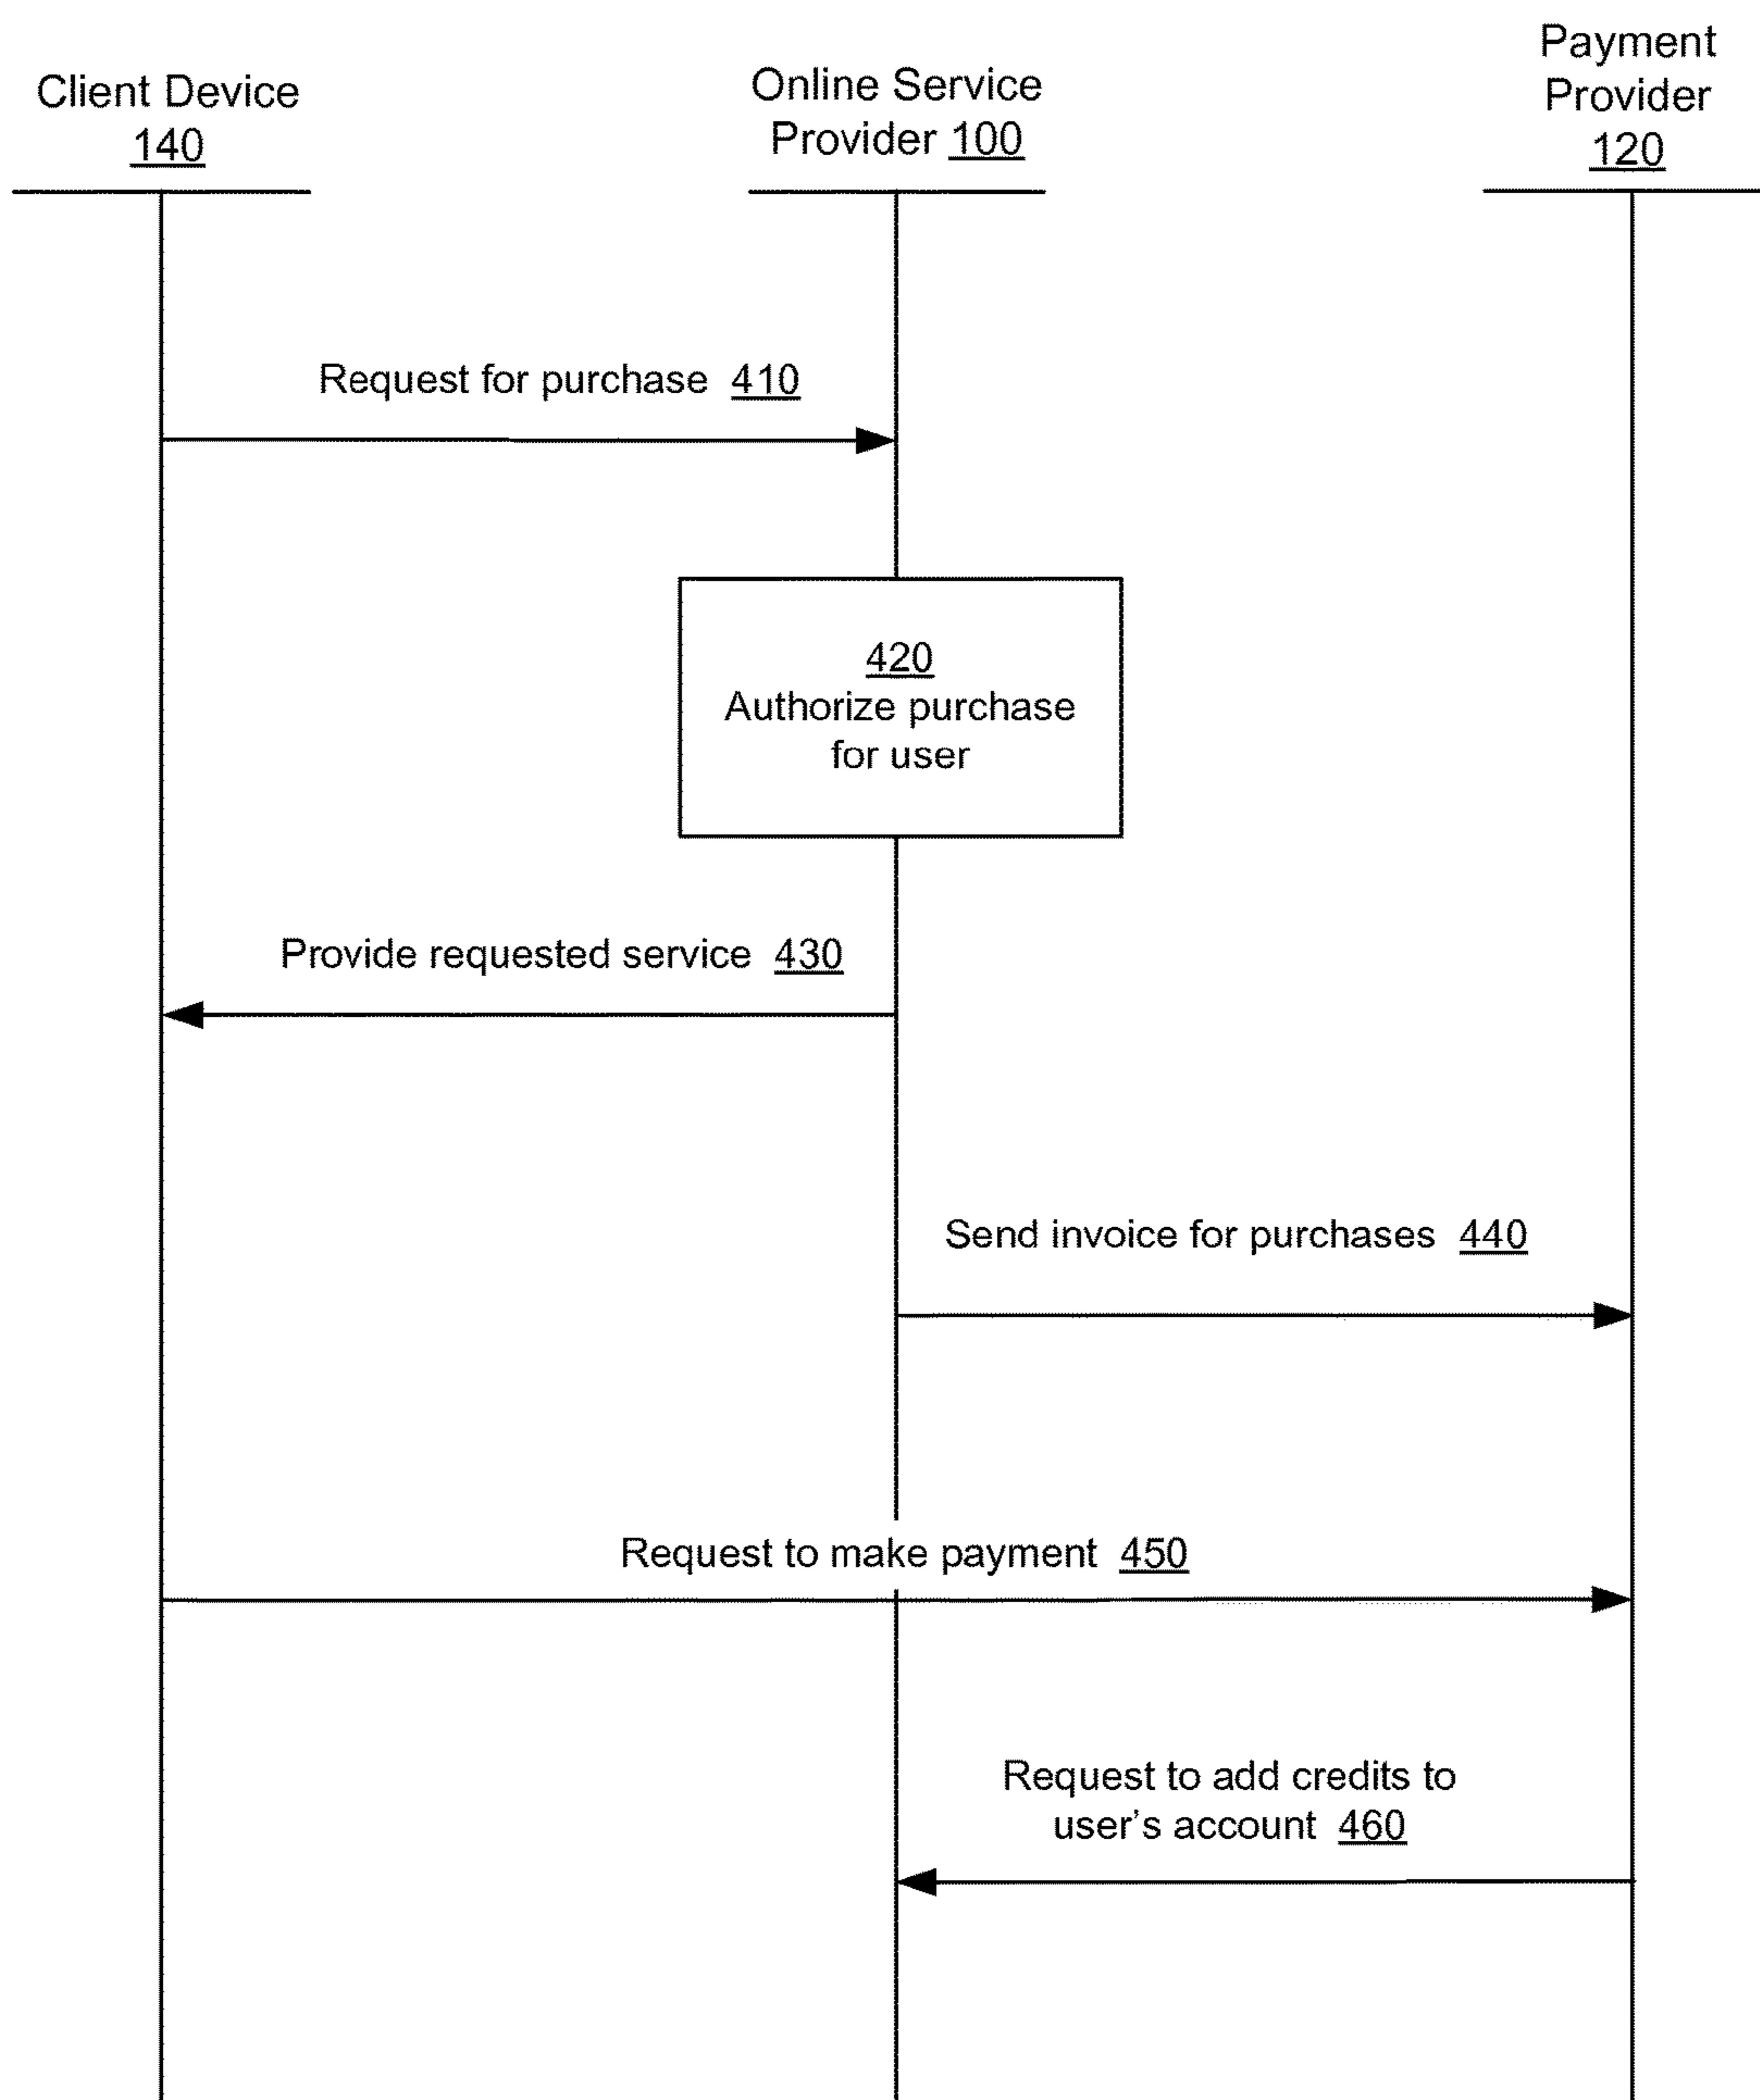 Client Device
140
Online Service
Provider 100
Payment
Provider
120
Request for purchase 410
420
Authorize purchase
for user
Provide requested service 430
Send invoice for purchases 440
Request to make payment 450
Request to add credits to
user's account 460